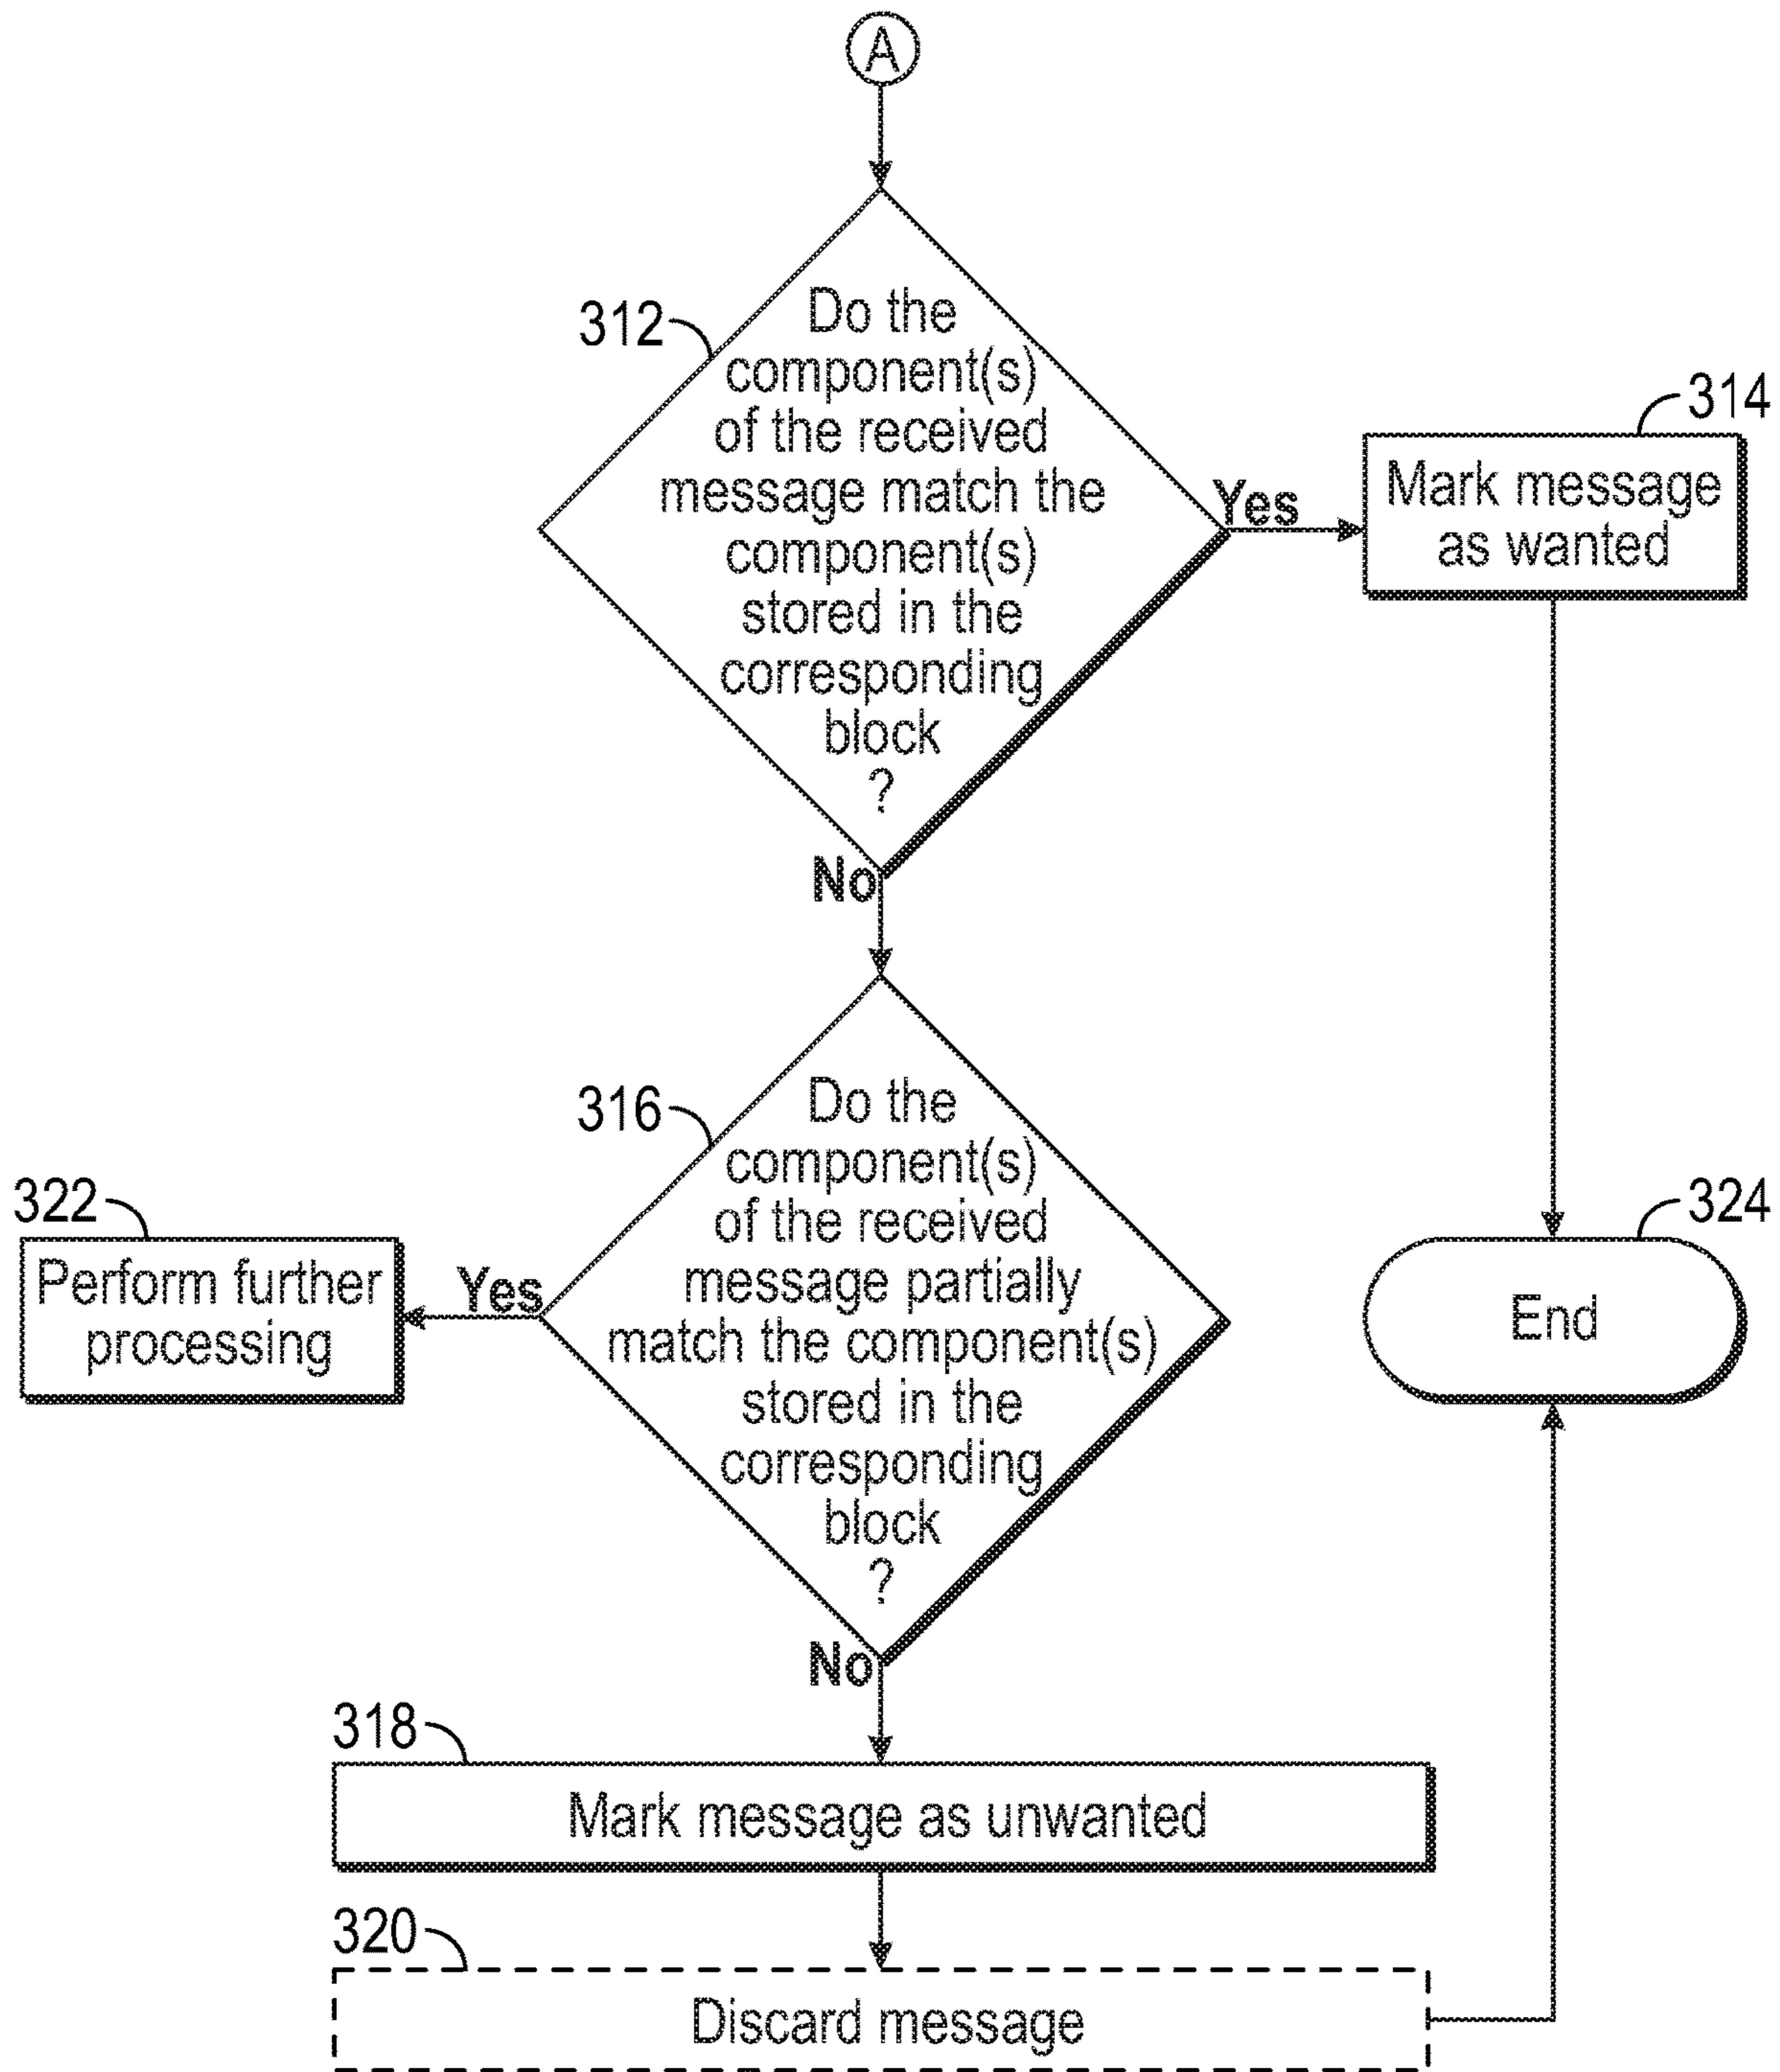 A
312
Do the
component(s)
of the received
message match the
component(s)
stored in the
corresponding
block
?
Yes
314
Mark message
as wanted
No
316
Do the
component(s)
of the received
message partially
match the component(s)
stored in the
corresponding
block
?
Yes
322
Perform further
processing
324
End
No
318
Mark message as unwanted
320
Discard message